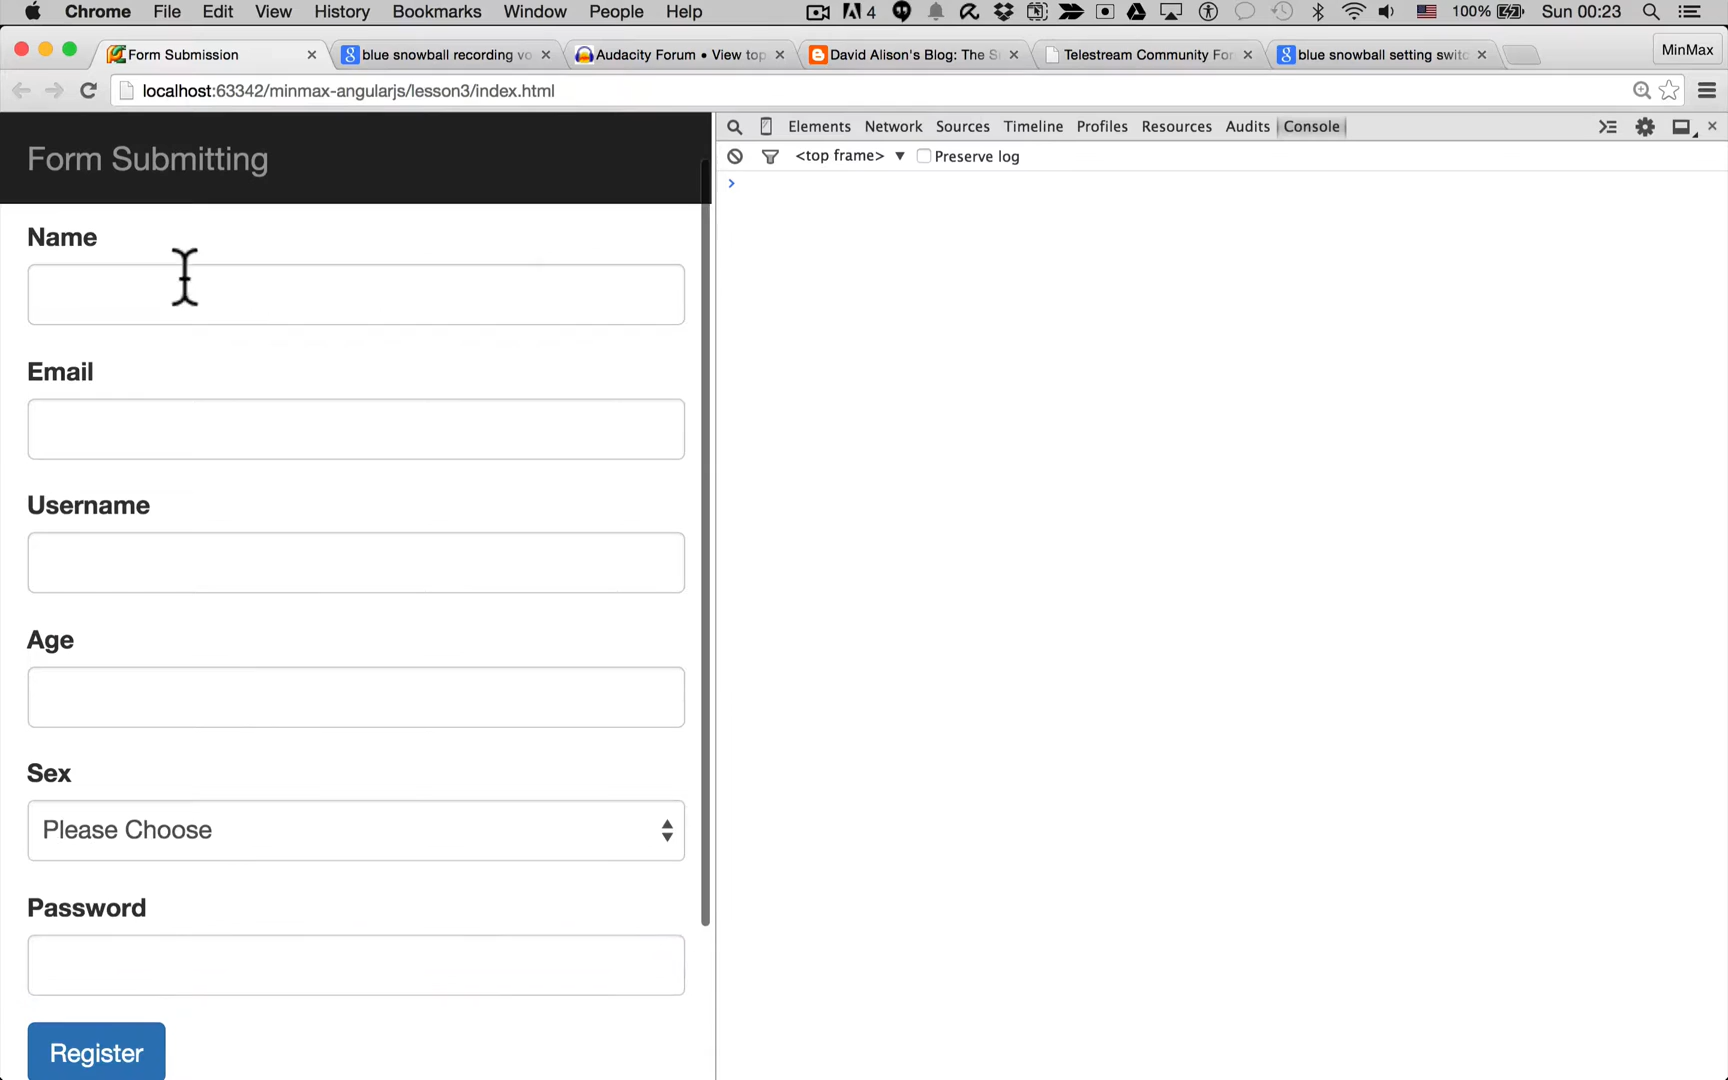 Chrome File Edit View History Bookmarks Window People Help 4 100% Sun 00:23
Form Submission blue snowball recording vo Audacity Forum • View top David Alison's Blog: The S Telestream Community For blue snowball setting switc MinMax
localhost:63342/minmax-angularjs/lesson3/index.html
Form Submitting
Elements Network Sources Timeline Profiles Resources Audits Console
<top frame> Preserve log
Name
Email
Username
Age
Sex
Please Choose
Password
Register